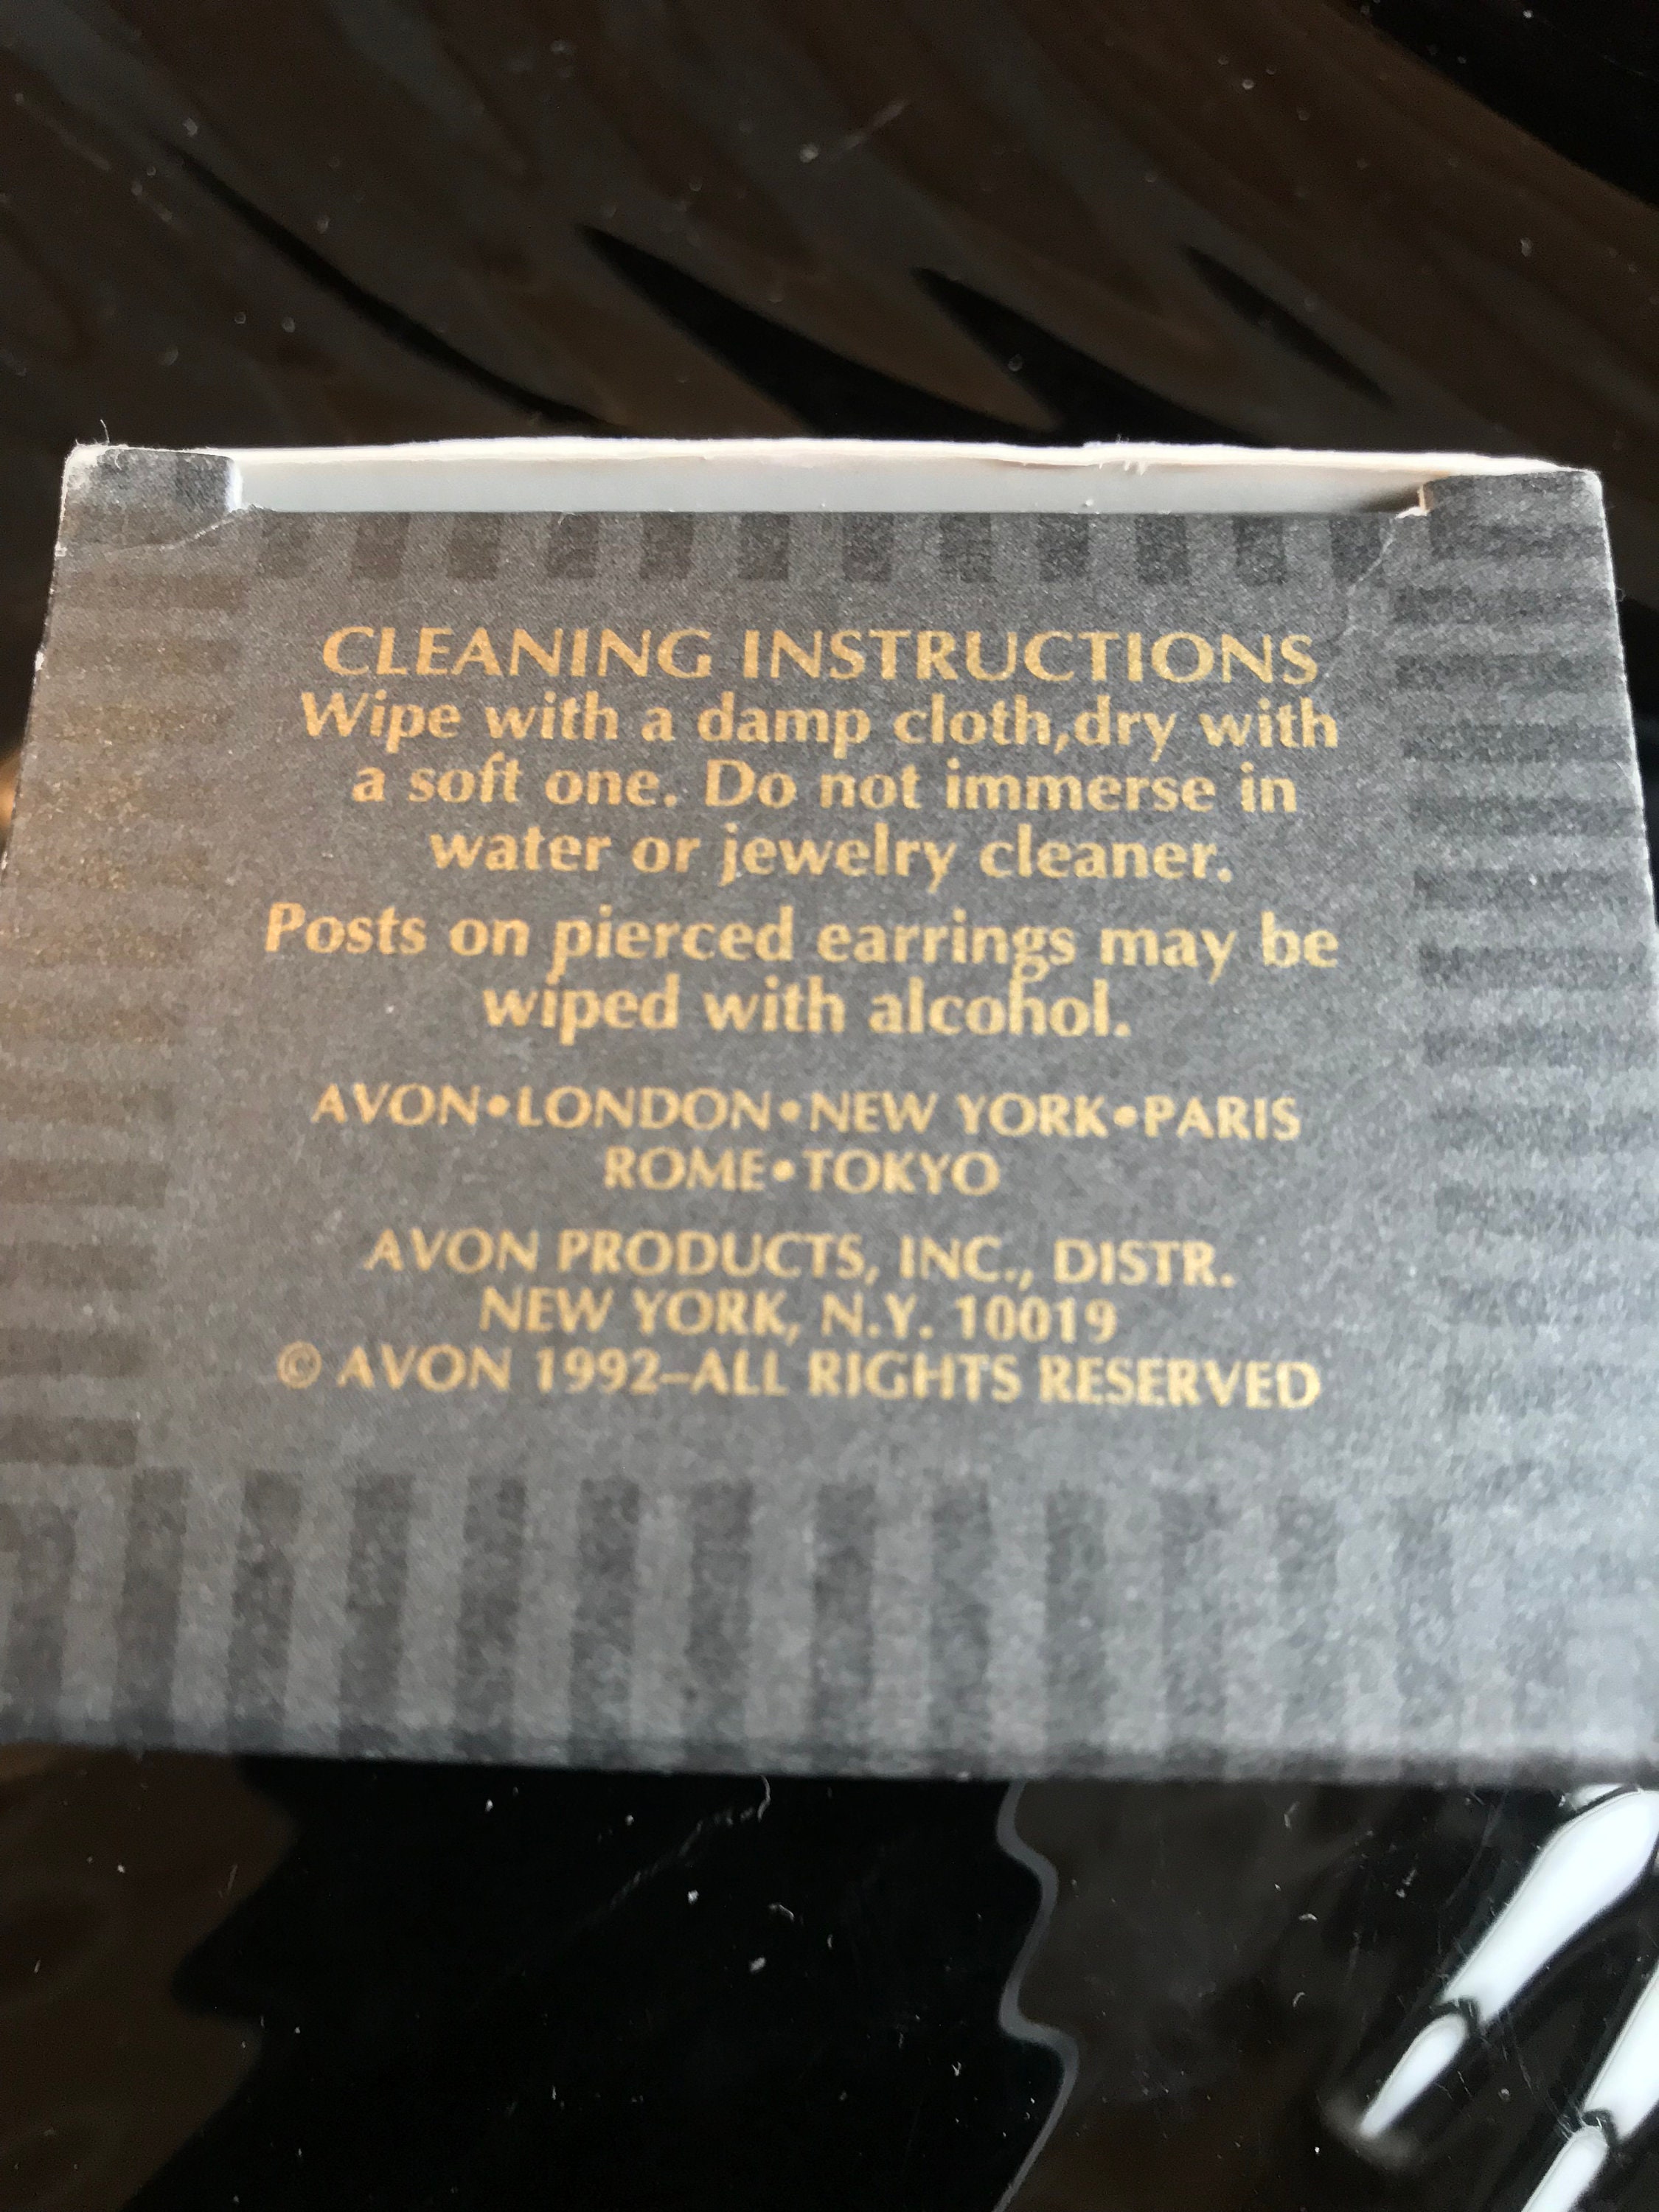 CLEANING INSTRUCTIONS
Wipe with a damp cloth,dry with
a soft one. Do not immerse in
water or jewelry cleaner.
Posts on pierced earrings may be
wiped with alcohol.
AVON•LONDON•NEW YORK•PARIS
ROME•TOKYO
AVON PRODUCTS, INC., DISTR.
NEW YORK, N.Y. 10019
© AVON 1992–ALL RIGHTS RESERVED